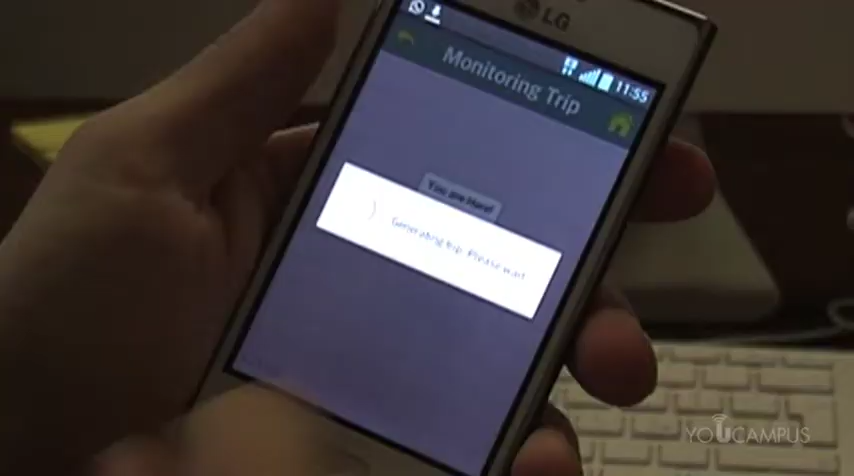 LG
11:55
Monitoring Trip
You are Here!
Generating trip. Please wait
YOUCAMPUS